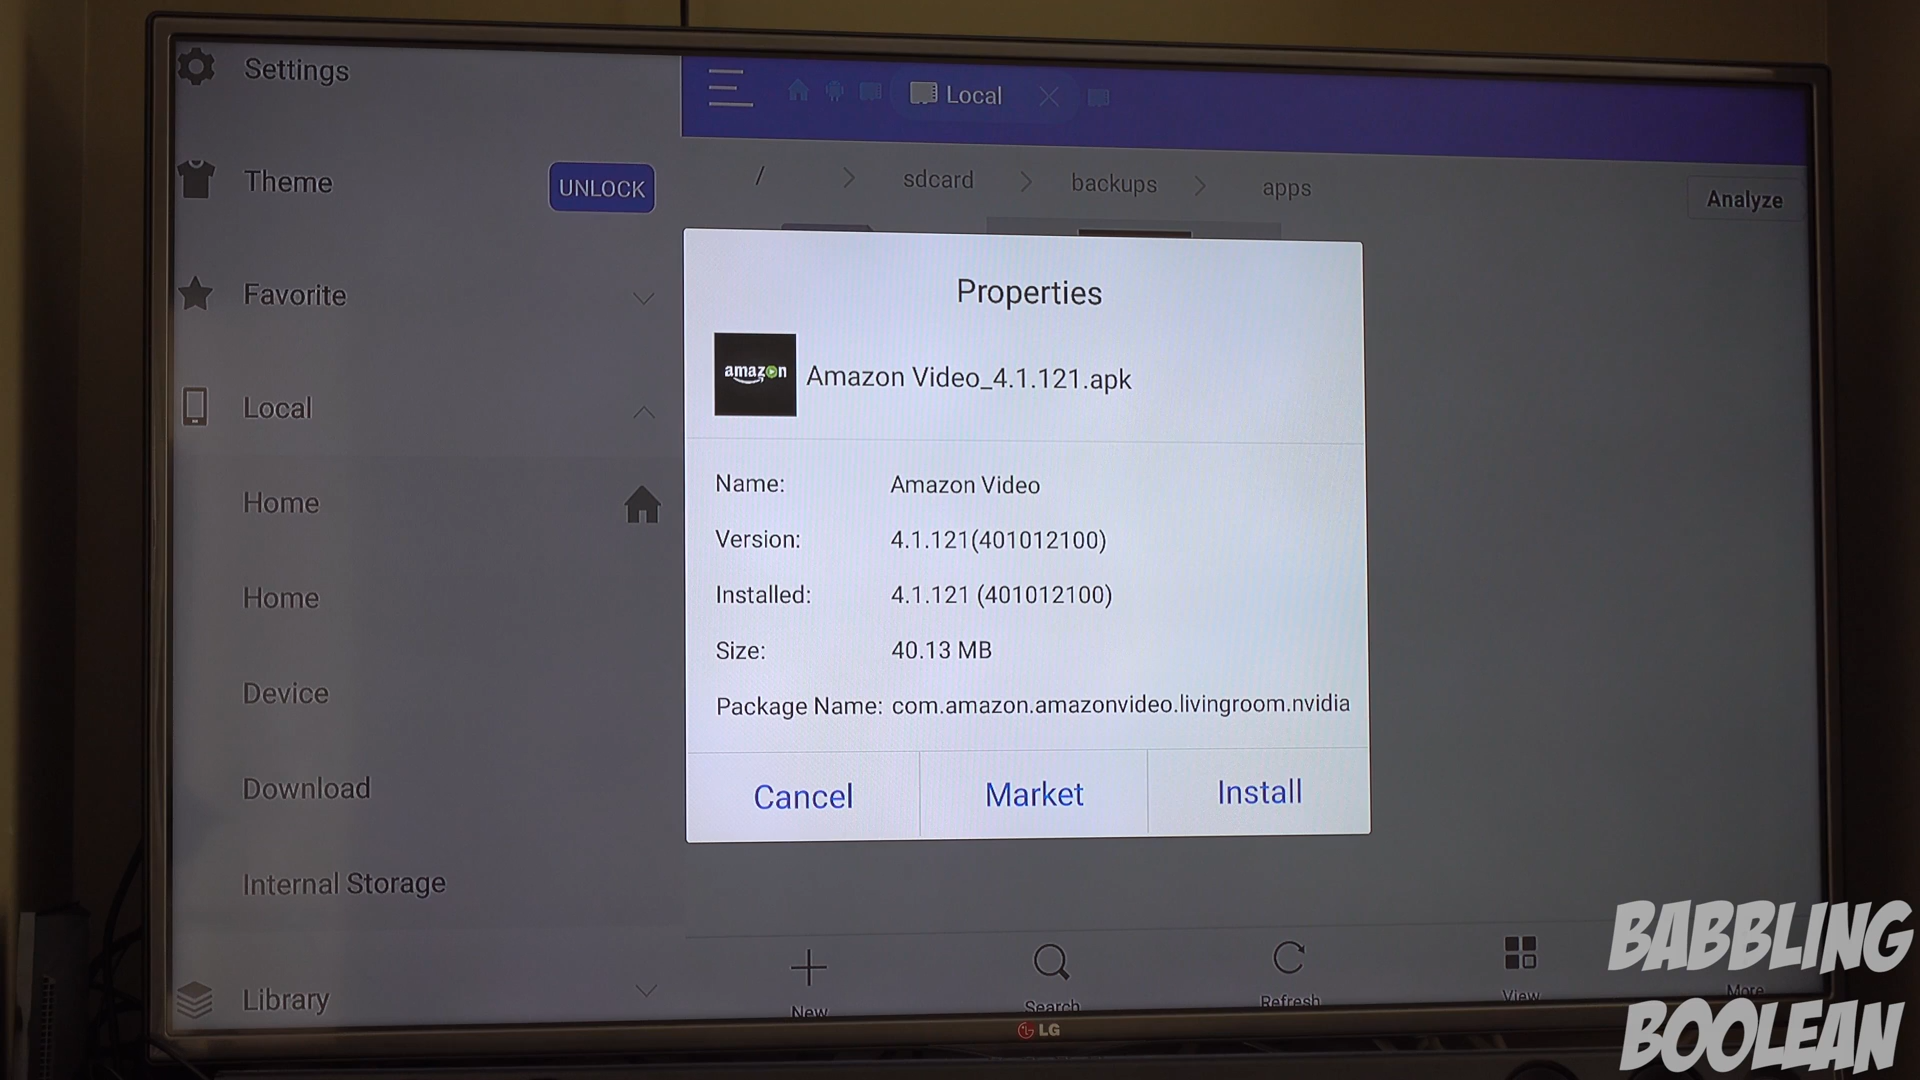 Settings
Theme
UNLOCK
Favorite
Local
Home
Home
Device
Download
Internal Storage
Library
Local
/ > sdcard > backups > apps
Analyze
Properties
amazon
Amazon Video_4.1.121.apk
Name: Amazon Video
Version: 4.1.121(401012100)
Installed: 4.1.121 (401012100)
Size: 40.13 MB
Package Name: com.amazon.amazonvideo.livingroom.nvidia
Cancel
Market
Install
New
Search
Refresh
View
More
LG
BABBLING
BOOLEAN